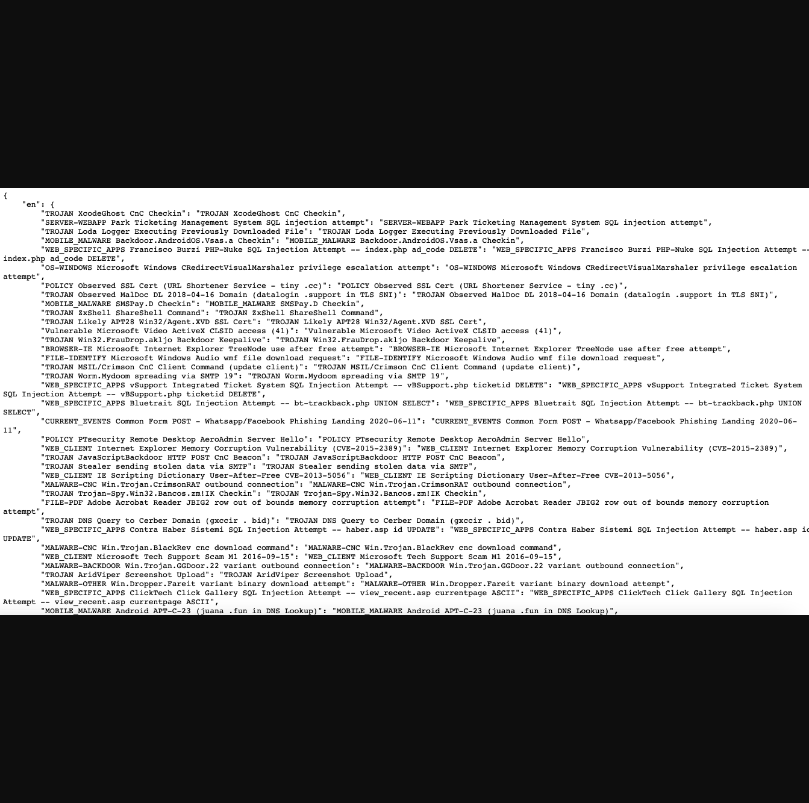 {
"en": {
"TROJAN XcodeGhost CnC Checkin": "TROJAN XcodeGhost CnC Checkin",
"SERVER-WEBAPP Park Ticketing Management System SQL injection attempt": "SERVER-WEBAPP Park Ticketing Management System SQL injection attempt",
"TROJAN Loda Logger Executing Previously Downloaded File": "TROJAN Loda Logger Executing Previously Downloaded File",
"MOBILE_MALWARE Backdoor.AndroidOS.Vsas.a Checkin": "MOBILE_MALWARE Backdoor.AndroidOS.Vsas.a Checkin",
"WEB_SPECIFIC_APPS Francisco Burzi PHP-Nuke SQL Injection Attempt -- index.php ad_code DELETE": "WEB_SPECIFIC_APPS Francisco Burzi PHP-Nuke SQL Injection Attempt --
index.php ad_code DELETE",
"OS-WINDOWS Microsoft Windows CRedirectVisualMarshaler privilege escalation attempt": "OS-WINDOWS Microsoft Windows CRedirectVisualMarshaler privilege escalation
attempt",
"POLICY Observed SSL Cert (URL Shortener Service - tiny .cc)": "POLICY Observed SSL Cert (URL Shortener Service - tiny .cc)",
"TROJAN Observed MalDoc DL 2018-04-16 Domain (datalogin .support in TLS SNI)": "TROJAN Observed MalDoc DL 2018-04-16 Domain (datalogin .support in TLS SNI)",
"MOBILE_MALWARE SMSPay.D Checkin": "MOBILE_MALWARE SMSPay.D Checkin",
"TROJAN ZxShell ShareShell Command": "TROJAN ZxShell ShareShell Command",
"TROJAN Likely APT28 Win32/Agent.XVD SSL Cert": "TROJAN Likely APT28 Win32/Agent.XVD SSL Cert",
"Vulnerable Microsoft Video ActiveX CLSID access (41)": "Vulnerable Microsoft Video ActiveX CLSID access (41)",
"TROJAN Win32.FrauDrop.akljo Backdoor Keepalive": "TROJAN Win32.FrauDrop.akljo Backdoor Keepalive",
"BROWSER-IE Microsoft Internet Explorer TreeNode use after free attempt": "BROWSER-IE Microsoft Internet Explorer TreeNode use after free attempt",
"FILE-IDENTIFY Microsoft Windows Audio wmf file download request": "FILE-IDENTIFY Microsoft Windows Audio wmf file download request",
"TROJAN MSIL/Crimson CnC Client Command (update client)": "TROJAN MSIL/Crimson CnC Client Command (update client)",
"TROJAN Worm.Mydoom spreading via SMTP 19": "TROJAN Worm.Mydoom spreading via SMTP 19",
"WEB_SPECIFIC_APPS vSupport Integrated Ticket System SQL Injection Attempt -- vBSupport.php ticketid DELETE": "WEB_SPECIFIC_APPS vSupport Integrated Ticket System
SQL Injection Attempt -- vBSupport.php ticketid DELETE",
"WEB_SPECIFIC_APPS Bluetrait SQL Injection Attempt -- bt-trackback.php UNION SELECT": "WEB_SPECIFIC_APPS Bluetrait SQL Injection Attempt -- bt-trackback.php UNION
SELECT",
"CURRENT_EVENTS Common Form POST - Whatsapp/Facebook Phishing Landing 2020-06-11": "CURRENT_EVENTS Common Form POST - Whatsapp/Facebook Phishing Landing 2020-06-
11",
"POLICY PTsecurity Remote Desktop AeroAdmin Server Hello": "POLICY PTsecurity Remote Desktop AeroAdmin Server Hello",
"WEB_CLIENT Internet Explorer Memory Corruption Vulnerability (CVE-2015-2389)": "WEB_CLIENT Internet Explorer Memory Corruption Vulnerability (CVE-2015-2389)",
"TROJAN Stealer sending stolen data via SMTP": "TROJAN Stealer sending stolen data via SMTP",
"WEB_CLIENT IE Scripting Dictionary User-After-Free CVE-2013-5056": "WEB_CLIENT IE Scripting Dictionary User-After-Free CVE-2013-5056",
"MALWARE-CNC Win.Trojan.CrimsonRAT outbound connection": "MALWARE-CNC Win.Trojan.CrimsonRAT outbound connection",
"TROJAN Trojan-Spy.Win32.Bancos.zm!IK Checkin": "TROJAN Trojan-Spy.Win32.Bancos.zm!IK Checkin",
"FILE-PDF Adobe Acrobat Reader JBIG2 row out of bounds memory corruption attempt": "FILE-PDF Adobe Acrobat Reader JBIG2 row out of bounds memory corruption
attempt",
"TROJAN DNS Query to Cerber Domain (gxccir . bid)": "TROJAN DNS Query to Cerber Domain (gxccir . bid)",
"WEB_SPECIFIC_APPS Contra Haber Sistemi SQL Injection Attempt -- haber.asp id UPDATE": "WEB_SPECIFIC_APPS Contra Haber Sistemi SQL Injection Attempt -- haber.asp id
UPDATE",
"MALWARE-CNC Win.Trojan.BlackRev cnc download command": "MALWARE-CNC Win.Trojan.BlackRev cnc download command",
"WEB_CLIENT Microsoft Tech Support Scam M1 2016-09-15": "WEB_CLIENT Microsoft Tech Support Scam M1 2016-09-15",
"MALWARE-BACKDOOR Win.Trojan.GGDoor.22 variant outbound connection": "MALWARE-BACKDOOR Win.Trojan.GGDoor.22 variant outbound connection",
"TROJAN AridViper Screenshot Upload": "TROJAN AridViper Screenshot Upload",
"MALWARE-OTHER Win.Dropper.Fareit variant binary download attempt": "MALWARE-OTHER Win.Dropper.Fareit variant binary download attempt",
"TROJAN JavaScriptBackdoor HTTP POST CnC Beacon": "TROJAN JavaScriptBackdoor HTTP POST CnC Beacon",
"WEB_SPECIFIC_APPS ClickTech Click Gallery SQL Injection Attempt -- view_recent.asp currentpage ASCII": "WEB_SPECIFIC_APPS ClickTech Click Gallery SQL Injection
Attempt -- view_recent.asp currentpage ASCII",
"MOBILE_MALWARE Android APT-C-23 (juana .fun in DNS Lookup)": "MOBILE_MALWARE Android APT-C-23 (juana .fun in DNS Lookup)",